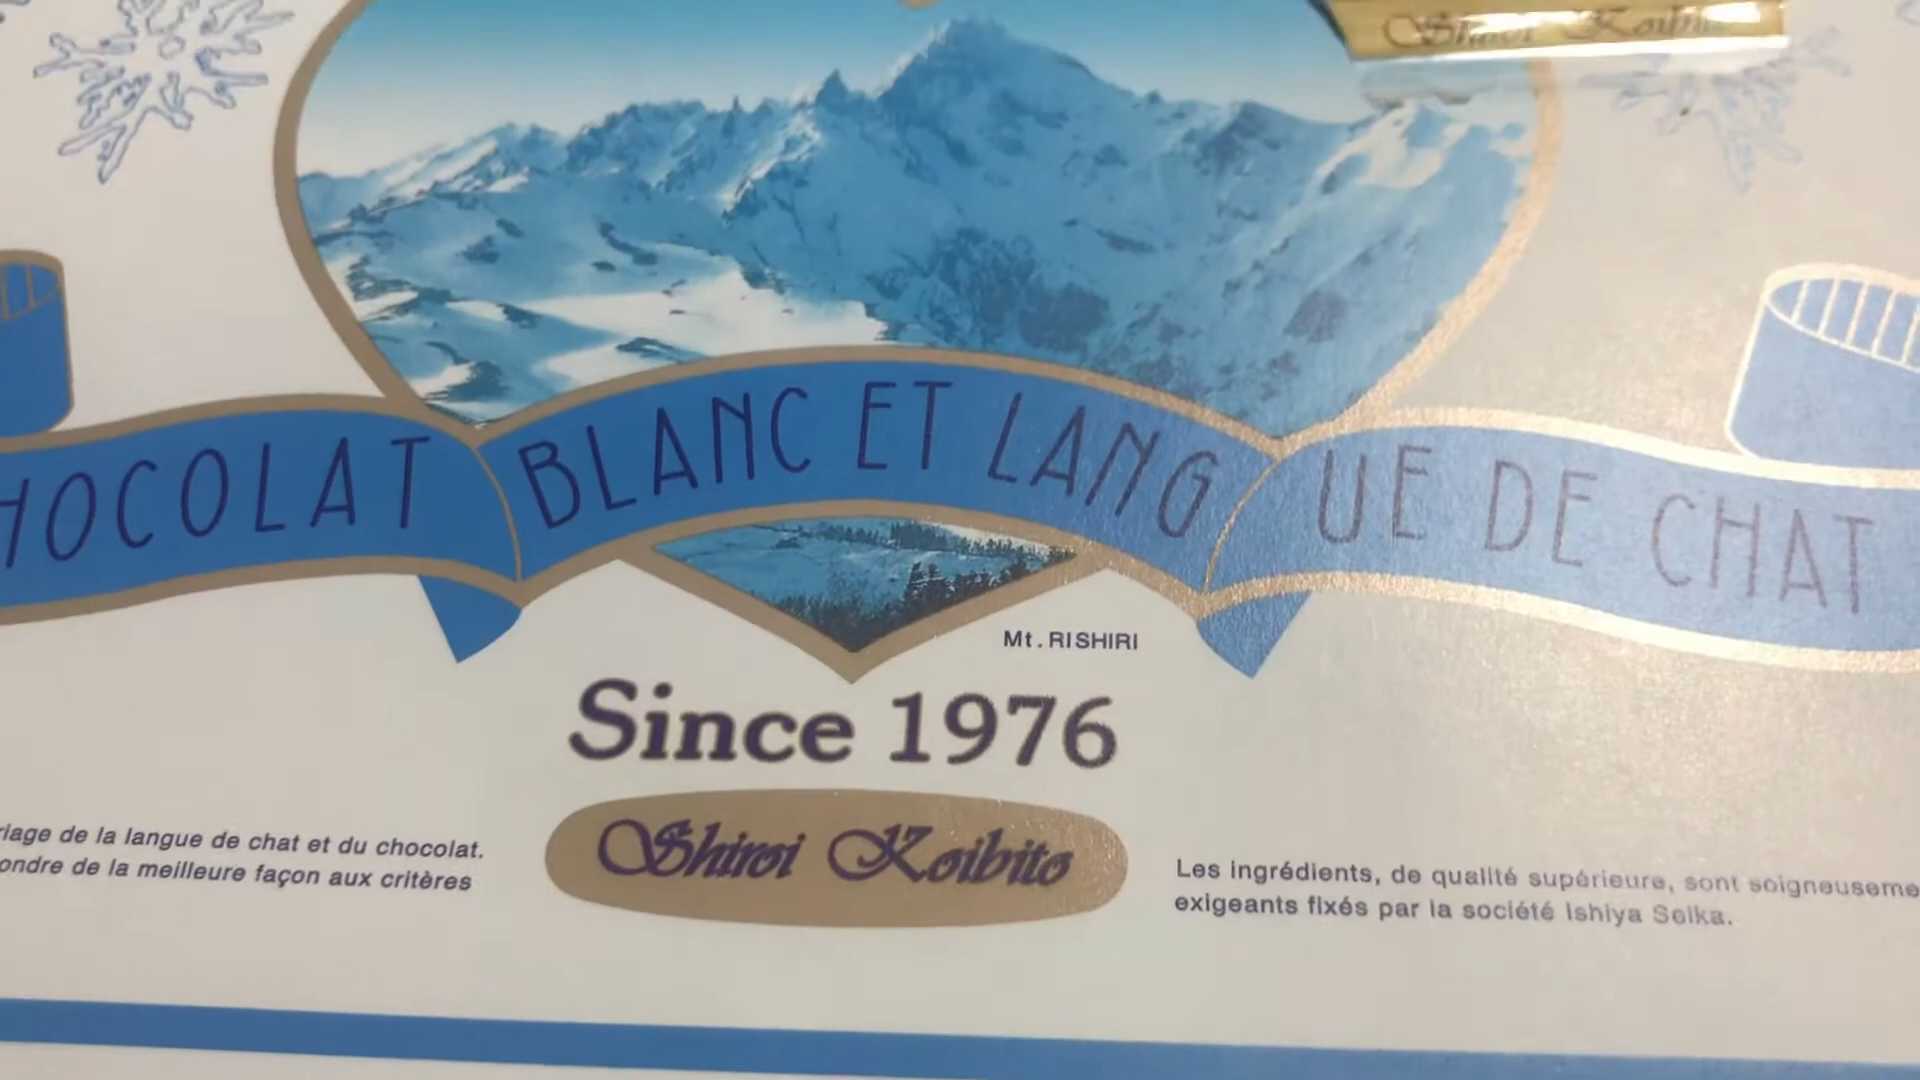 Shiroi Koibito
HOCOLAT BLANC ET LANGUE DE CHAT
Mt. RISHIRI
Since 1976
Shiroi Koibito
riage de la langue de chat et du chocolat.
ondre de la meilleure façon aux critères
Les ingrédients, de qualité supérieure, sont soigneuseme
exigeants fixés par la société Ishiya Seika.